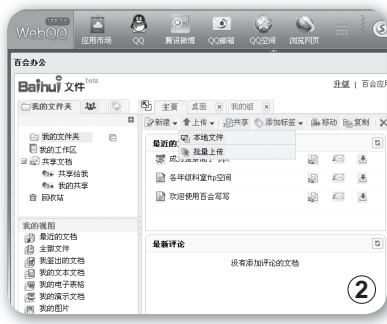 WebQQ VER 3.0
应用市场 QQ 腾讯微博 QQ邮箱 QQ空间 浏览网页
百会办公
Baihui 文件 beta
升级 | 百会应
我的文件夹
主页 桌面 × 我的组 ×
新建 上传 共享 添加标签 移动 复制
本地文件
批量上传
我的文件夹
我的工作区
共享文档
共享给我
我的共享
回收站
最近的
各年级科室ftp空间
欢迎使用百会写写
我的视图
最近的文档
全部文件
我签出的文档
我的文本文档
我的电子表格
我的演示文档
我的图片
最新评论
没有添加评论的文档
2